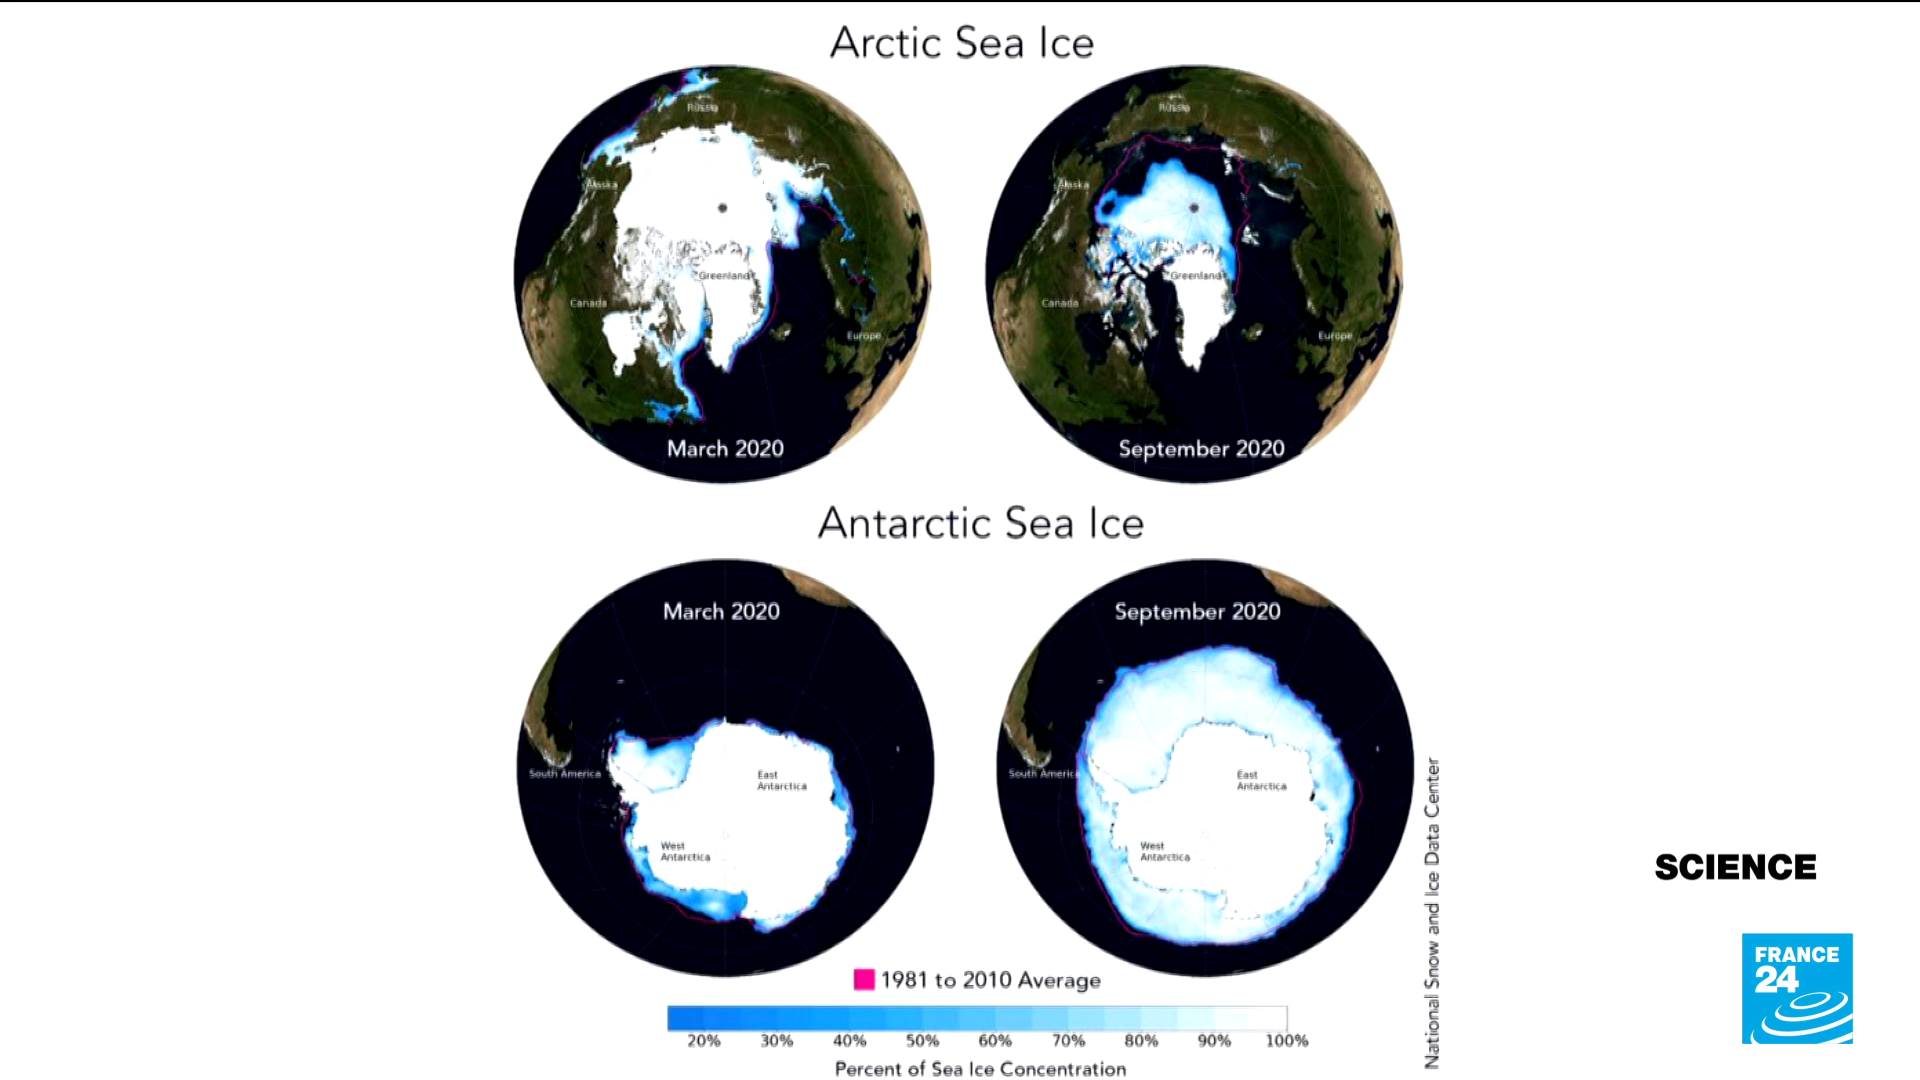 Arctic Sea Ice
Russia
Alaska
Greenland
Canada
Europe
March 2020
Russia
Alaska
Greenland
Canada
Europe
September 2020
Antarctic Sea Ice
March 2020
South America
East
Antarctica
West
Antarctica
September 2020
South America
East
Antarctica
West
Antarctica
1981 to 2010 Average
20% 30% 40% 50% 60% 70% 80% 90% 100%
Percent of Sea Ice Concentration
National Snow and Ice Data Center
SCIENCE
FRANCE
24